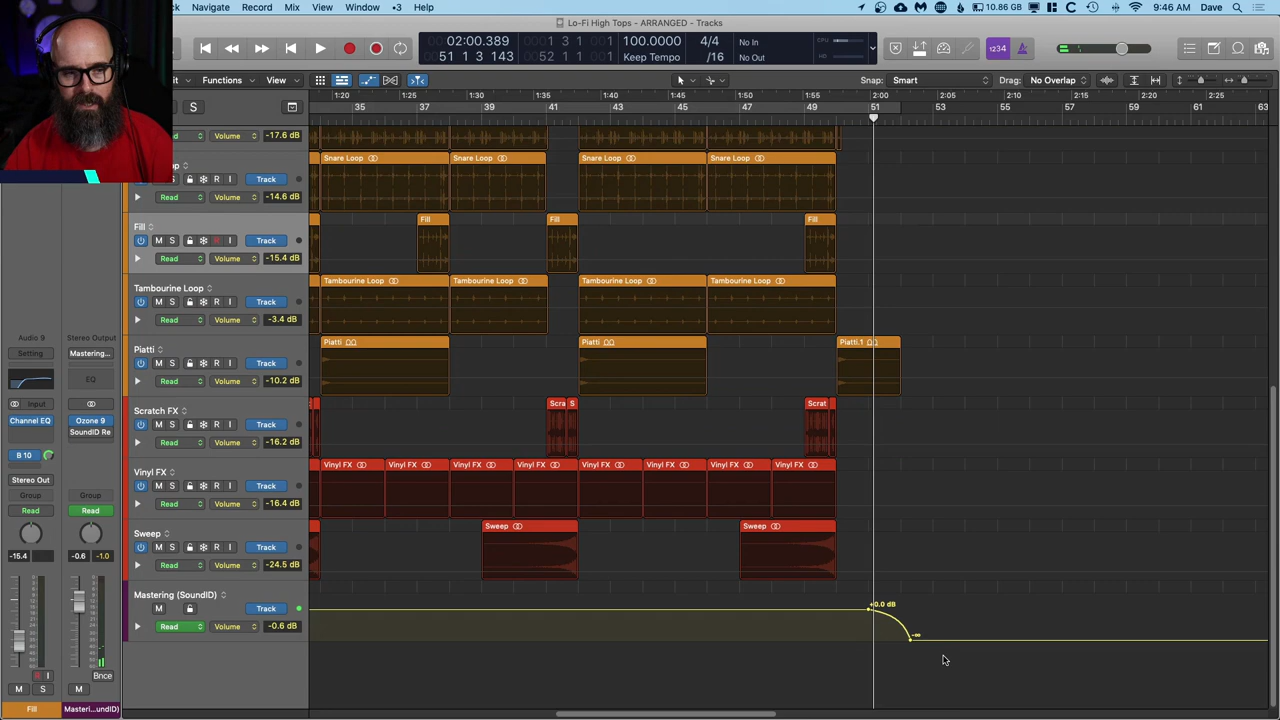 Navigate Record Mix View Window •3 Help 10.86 GB 9:46 AM Dave
Lo-Fi High Tops - ARRANGED - Tracks
02:00.389 0001 3 1 001 100.0000 4/4 No In CPU
51 1 3 143 0052 1 1 001 Keep Tempo /16 No Out HD
1234
Functions View Snap: Smart Drag: No Overlap
S 1:20 1:25 1:30 1:35 1:40 1:45 1:50 1:55 2:00 2:05 2:15 2:25
35 37 39 41 43 45 47 49 51 53 55 57 59 61 63
Read Volume -17.6 dB
Snare Loop Snare Loop Snare Loop Snare Loop
op
M S R I Track
Read Volume -14.6 dB
Fill Fill Fill
Fill
M S R I Track
Read Volume -15.4 dB
Tambourine Loop Tambourine Loop Tambourine Loop Tambourine Loop
Tambourine Loop
M S R I Track
Read Volume -3.4 dB
Piatti Piatti Piatti.1
Piatti
M S R I Track
Read Volume -10.2 dB
Scra S Scrat
Scratch FX
M S R I Track
Read Volume -16.2 dB
Vinyl FX Vinyl FX Vinyl FX Vinyl FX Vinyl FX Vinyl FX Vinyl FX Vinyl FX
Vinyl FX
M S R I Track
Read Volume -16.4 dB
Sweep Sweep
Sweep
M S R I Track
Read Volume -24.5 dB
Mastering (SoundID)
M Track
Read Volume -0.6 dB
0.0 dB
-∞
Audio 9 Stereo Output
Setting Mastering...
EQ
Input
Channel EQ Ozone 9
SoundID Re
B 10
Stereo Out
Group Group
Read Read
-15.4 -0.6 -1.0
R I Bnce
M S M
Fill Masteri...undID)